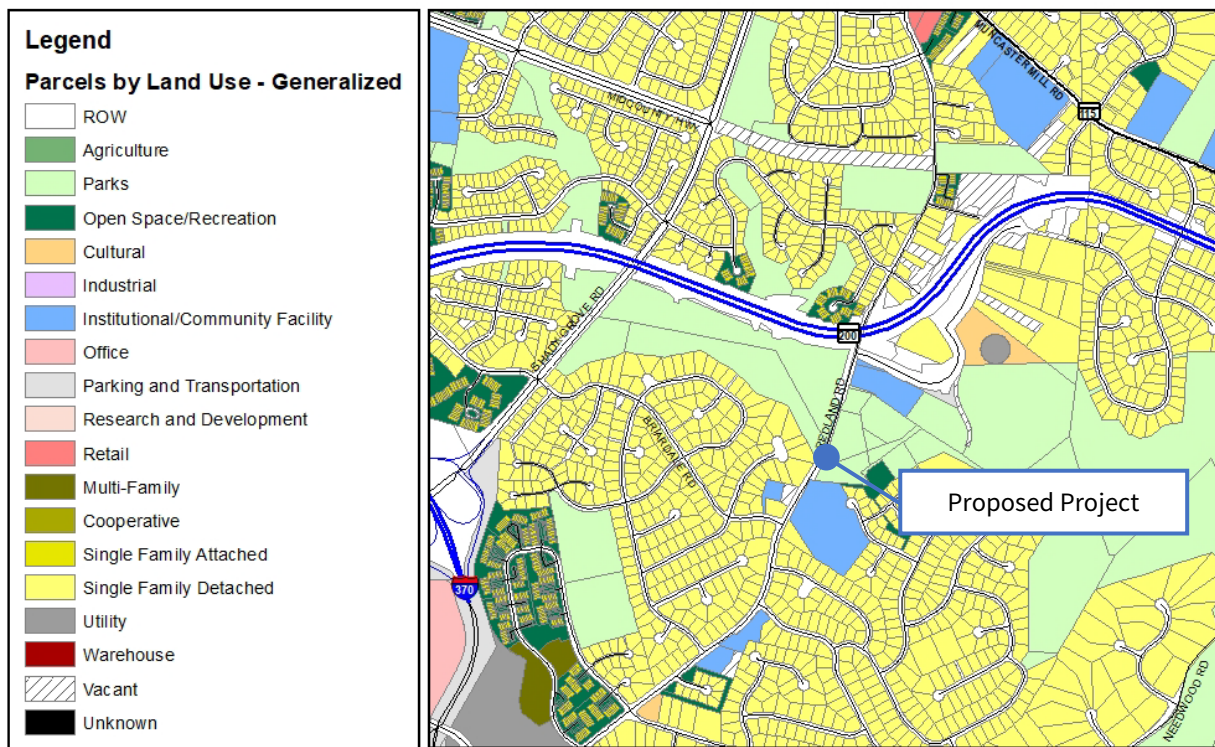 Legend
Parcels by Land Use - Generalized
ROW
Agriculture
Parks
Open Space/Recreation
Cultural
Industrial
Institutional/Community Facility
Office
Parking and Transportation
Research and Development
Retail
Multi-Family
Cooperative
Single Family Attached
Single Family Detached
Utility
Warehouse
Vacant
Unknown
MUNCASTER MILL RD
MIDCOUNTY HWY
115
SHADY GROVE RD
200
REDLAND RD
BRIARDALE RD
Proposed Project
370
NEEDWOOD RD